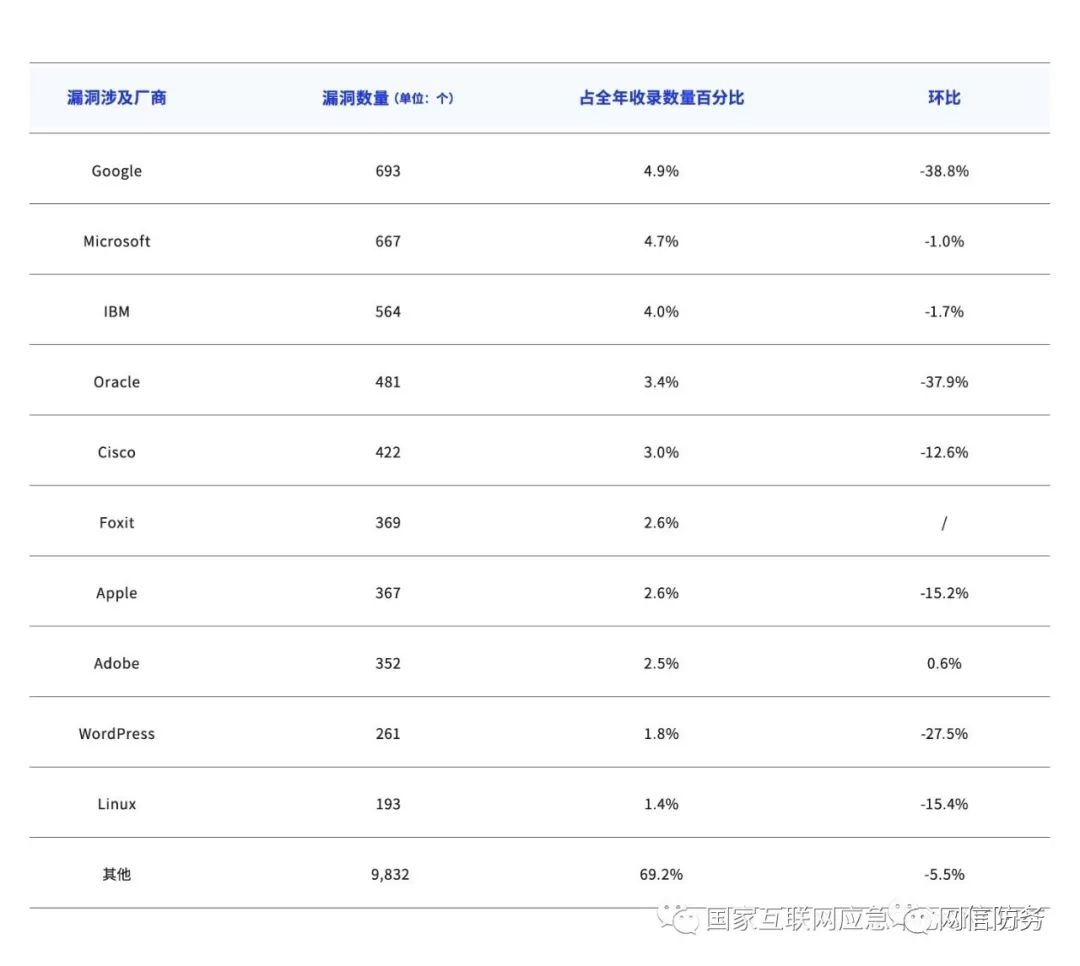 漏洞涉及厂商 漏洞数量(单位: 个) 占全年收录数量百分比 环比
Google 693 4.9% -38.8%
Microsoft 667 4.7% -1.0%
IBM 564 4.0% -1.7%
Oracle 481 3.4% -37.9%
Cisco 422 3.0% -12.6%
Foxit 369 2.6% /
Apple 367 2.6% -15.2%
Adobe 352 2.5% 0.6%
WordPress 261 1.8% -27.5%
Linux 193 1.4% -15.4%
其他 9,832 69.2% -5.5%
国家互联网应急 网信防务